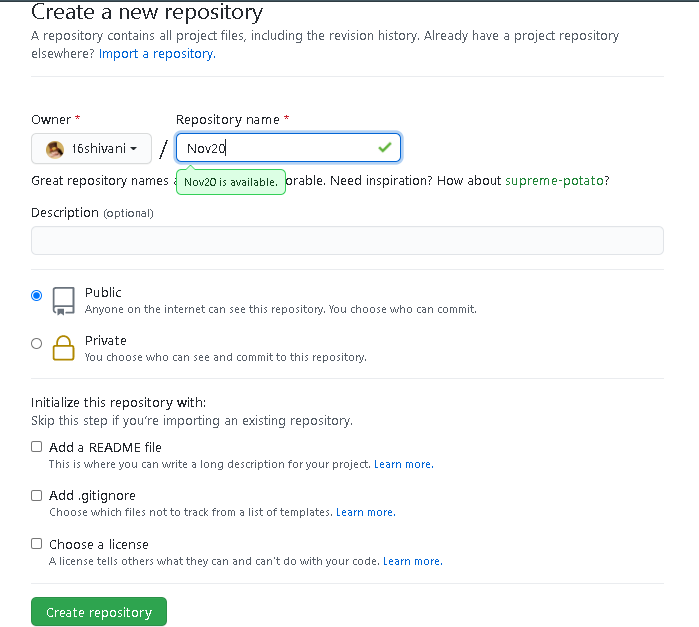 Create a new repository
A repository contains all project files, including the revision history. Already have a project repository
elsewhere? Import a repository.
Owner *
Repository name *
16shivani
/
Nov20
Great repository names a
Nov20 is available.
orable. Need inspiration? How about supreme-potato?
Description (optional)
Public
Anyone on the internet can see this repository. You choose who can commit.
Private
You choose who can see and commit to this repository.
Initialize this repository with:
Skip this step if you're importing an existing repository.
Add a README file
This is where you can write a long description for your project. Learn more.
Add .gitignore
Choose which files not to track from a list of templates. Learn more.
Choose a license
A license tells others what they can and can't do with your code. Learn more.
Create repository